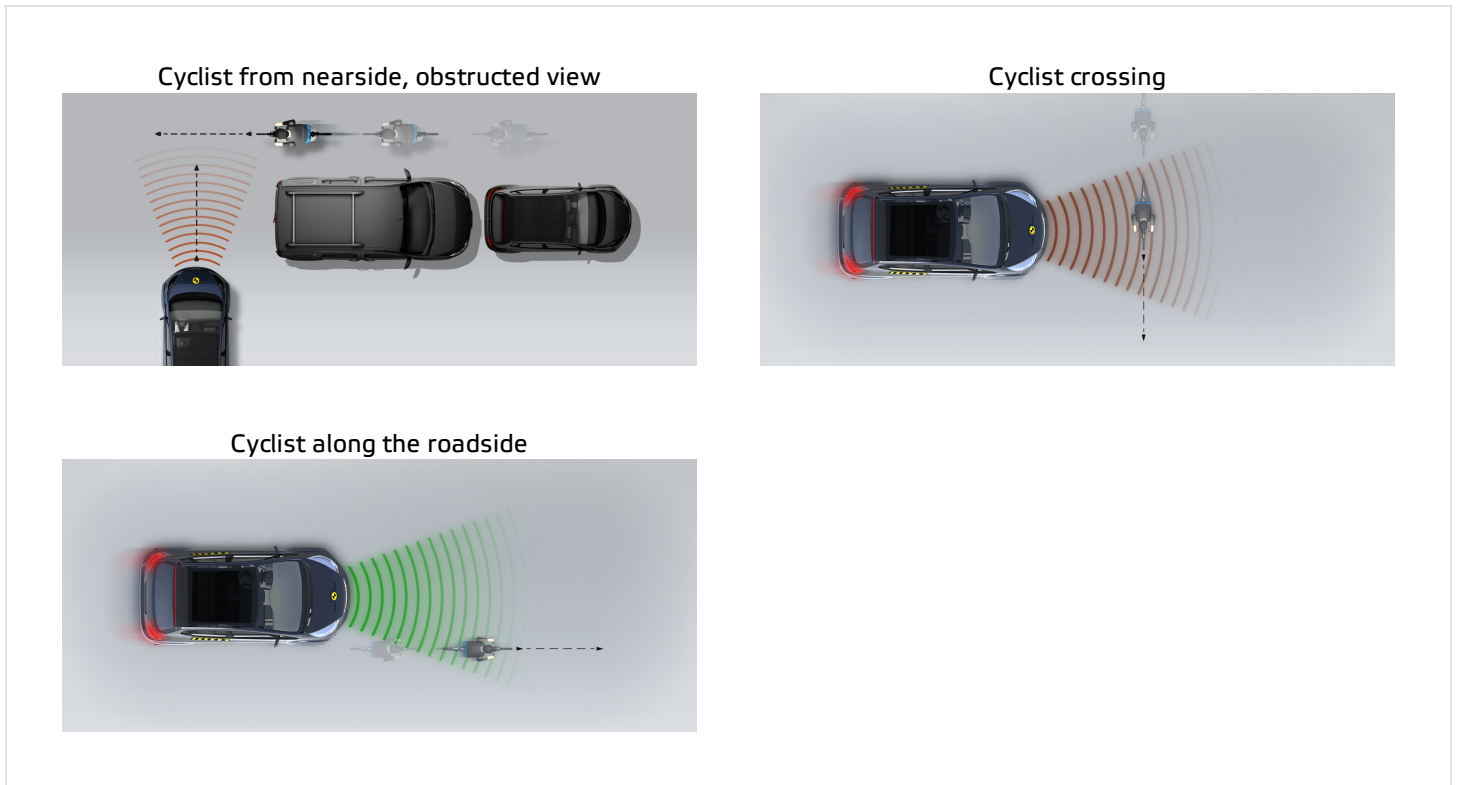 Cyclist from nearside, obstructed view
Cyclist crossing
Cyclist along the roadside